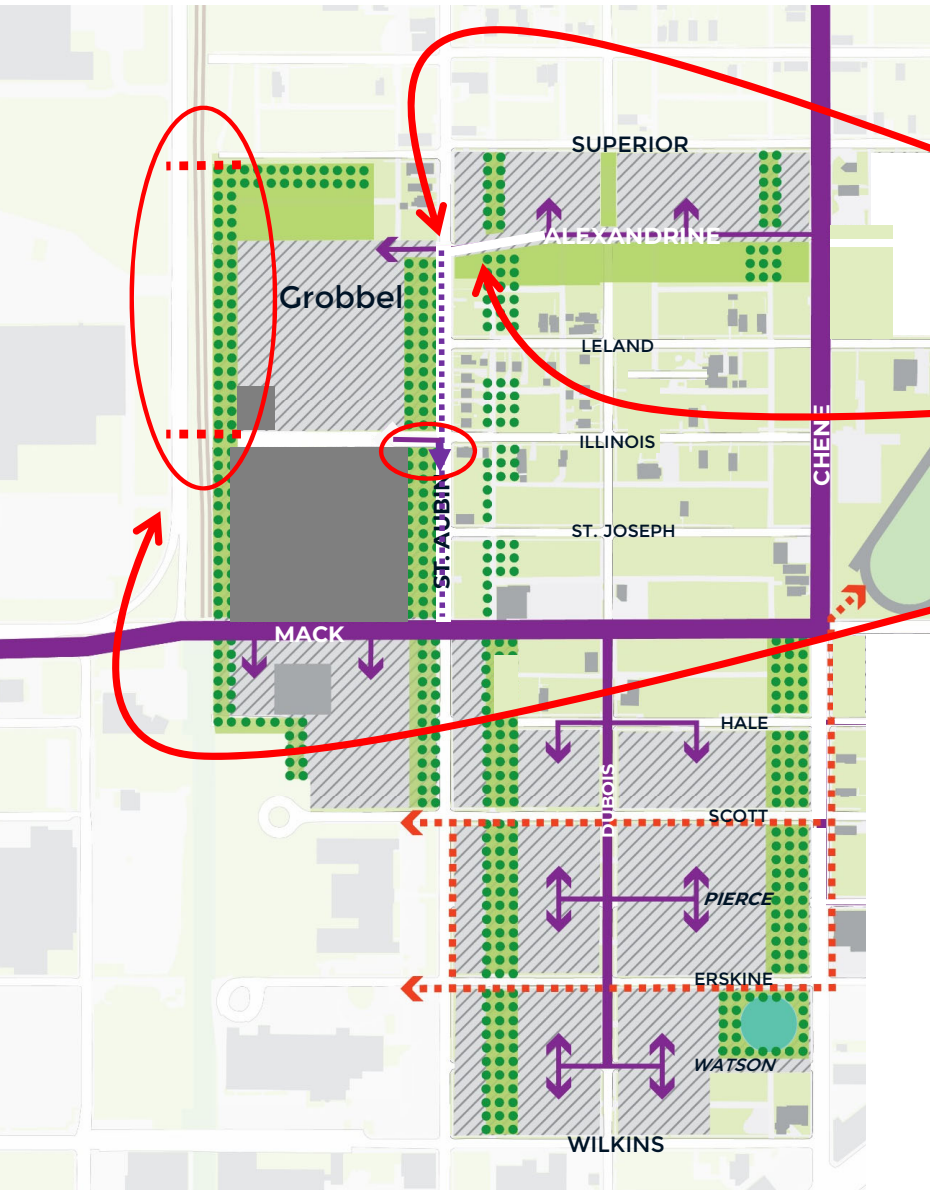 SUPERIOR
ALEXANDRINE
Grobbel
LELAND
CHENE
ILLINOIS
ST. AUBIN
ST. JOSEPH
MACK
HALE
DUBOIS
SCOTT
PIERCE
ERSKINE
WATSON
WILKINS